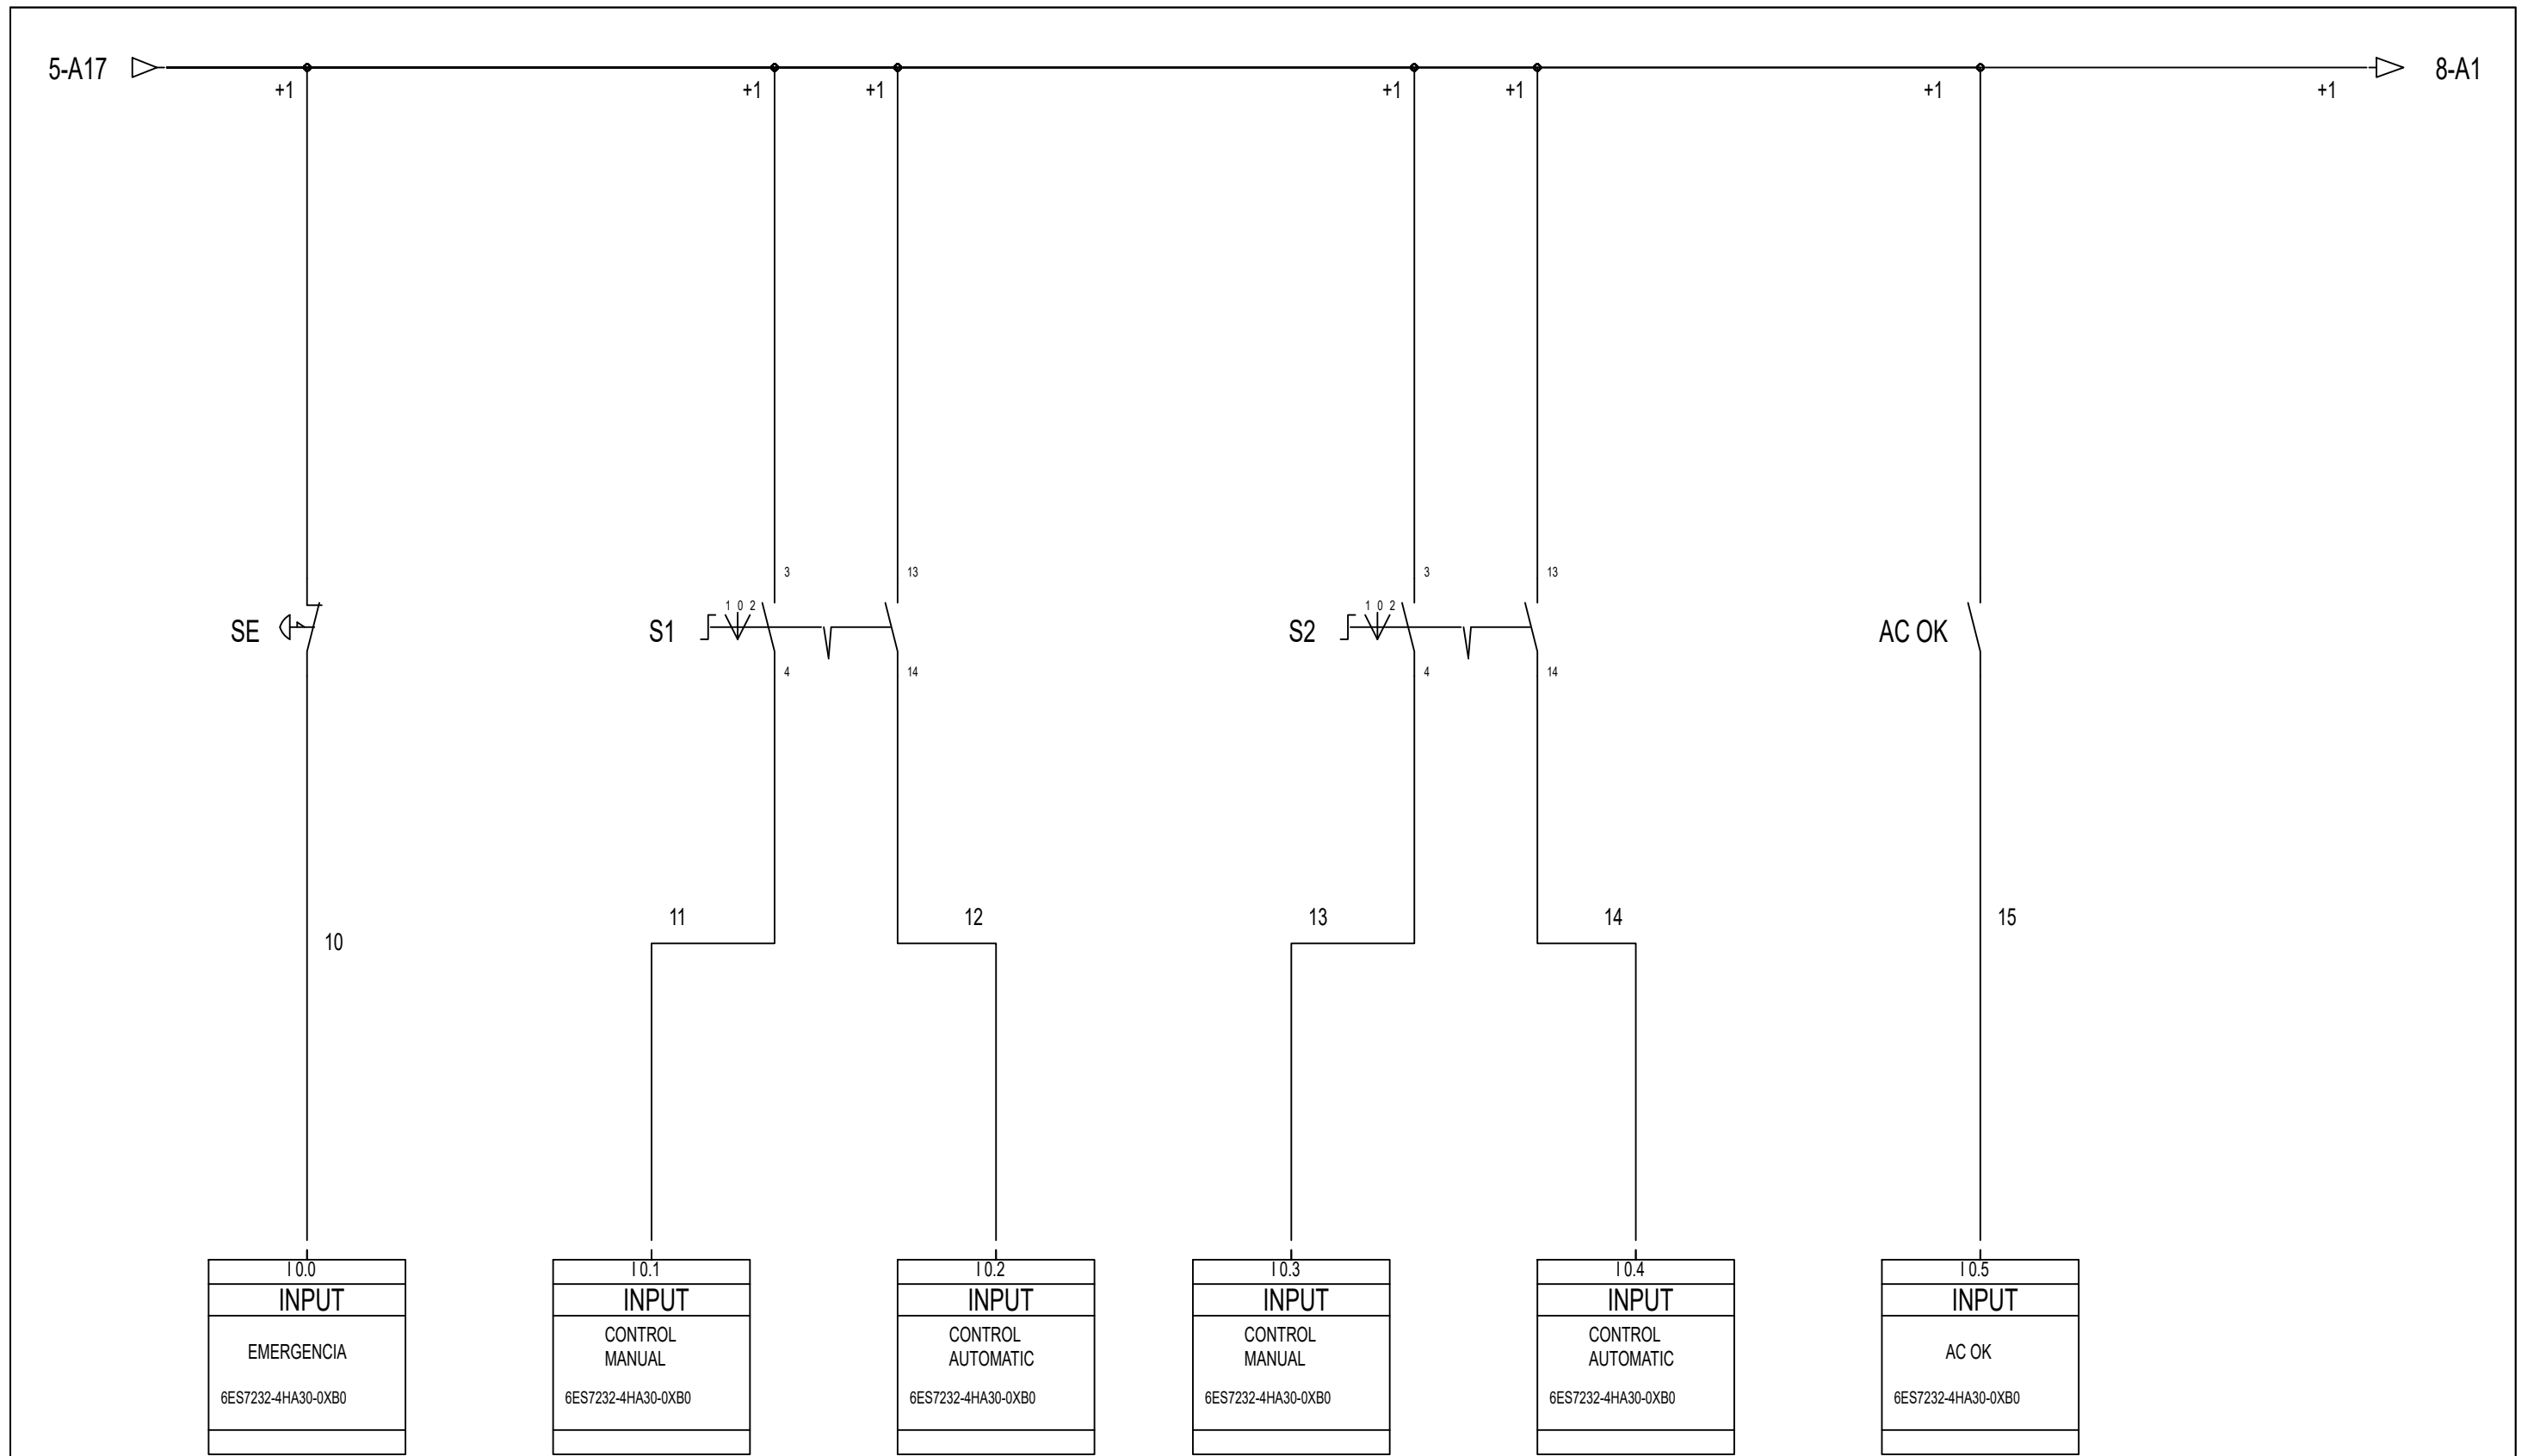 5-A17
8-A1
+1 +1 +1 +1 +1 +1 +1
3 13 3 13
1 0 2 1 0 2
SE S1 S2 AC OK
4 14 4 14
11 12 13 14 15
10
I 0.0 I 0.1 I 0.2 I 0.3 I 0.4 I 0.5
INPUT INPUT INPUT INPUT INPUT INPUT
EMERGENCIA
CONTROL
MANUAL
CONTROL
AUTOMATIC
CONTROL
MANUAL
CONTROL
AUTOMATIC
AC OK
6ES7232-4HA30-0XB0 6ES7232-4HA30-0XB0 6ES7232-4HA30-0XB0 6ES7232-4HA30-0XB0 6ES7232-4HA30-0XB0 6ES7232-4HA30-0XB0